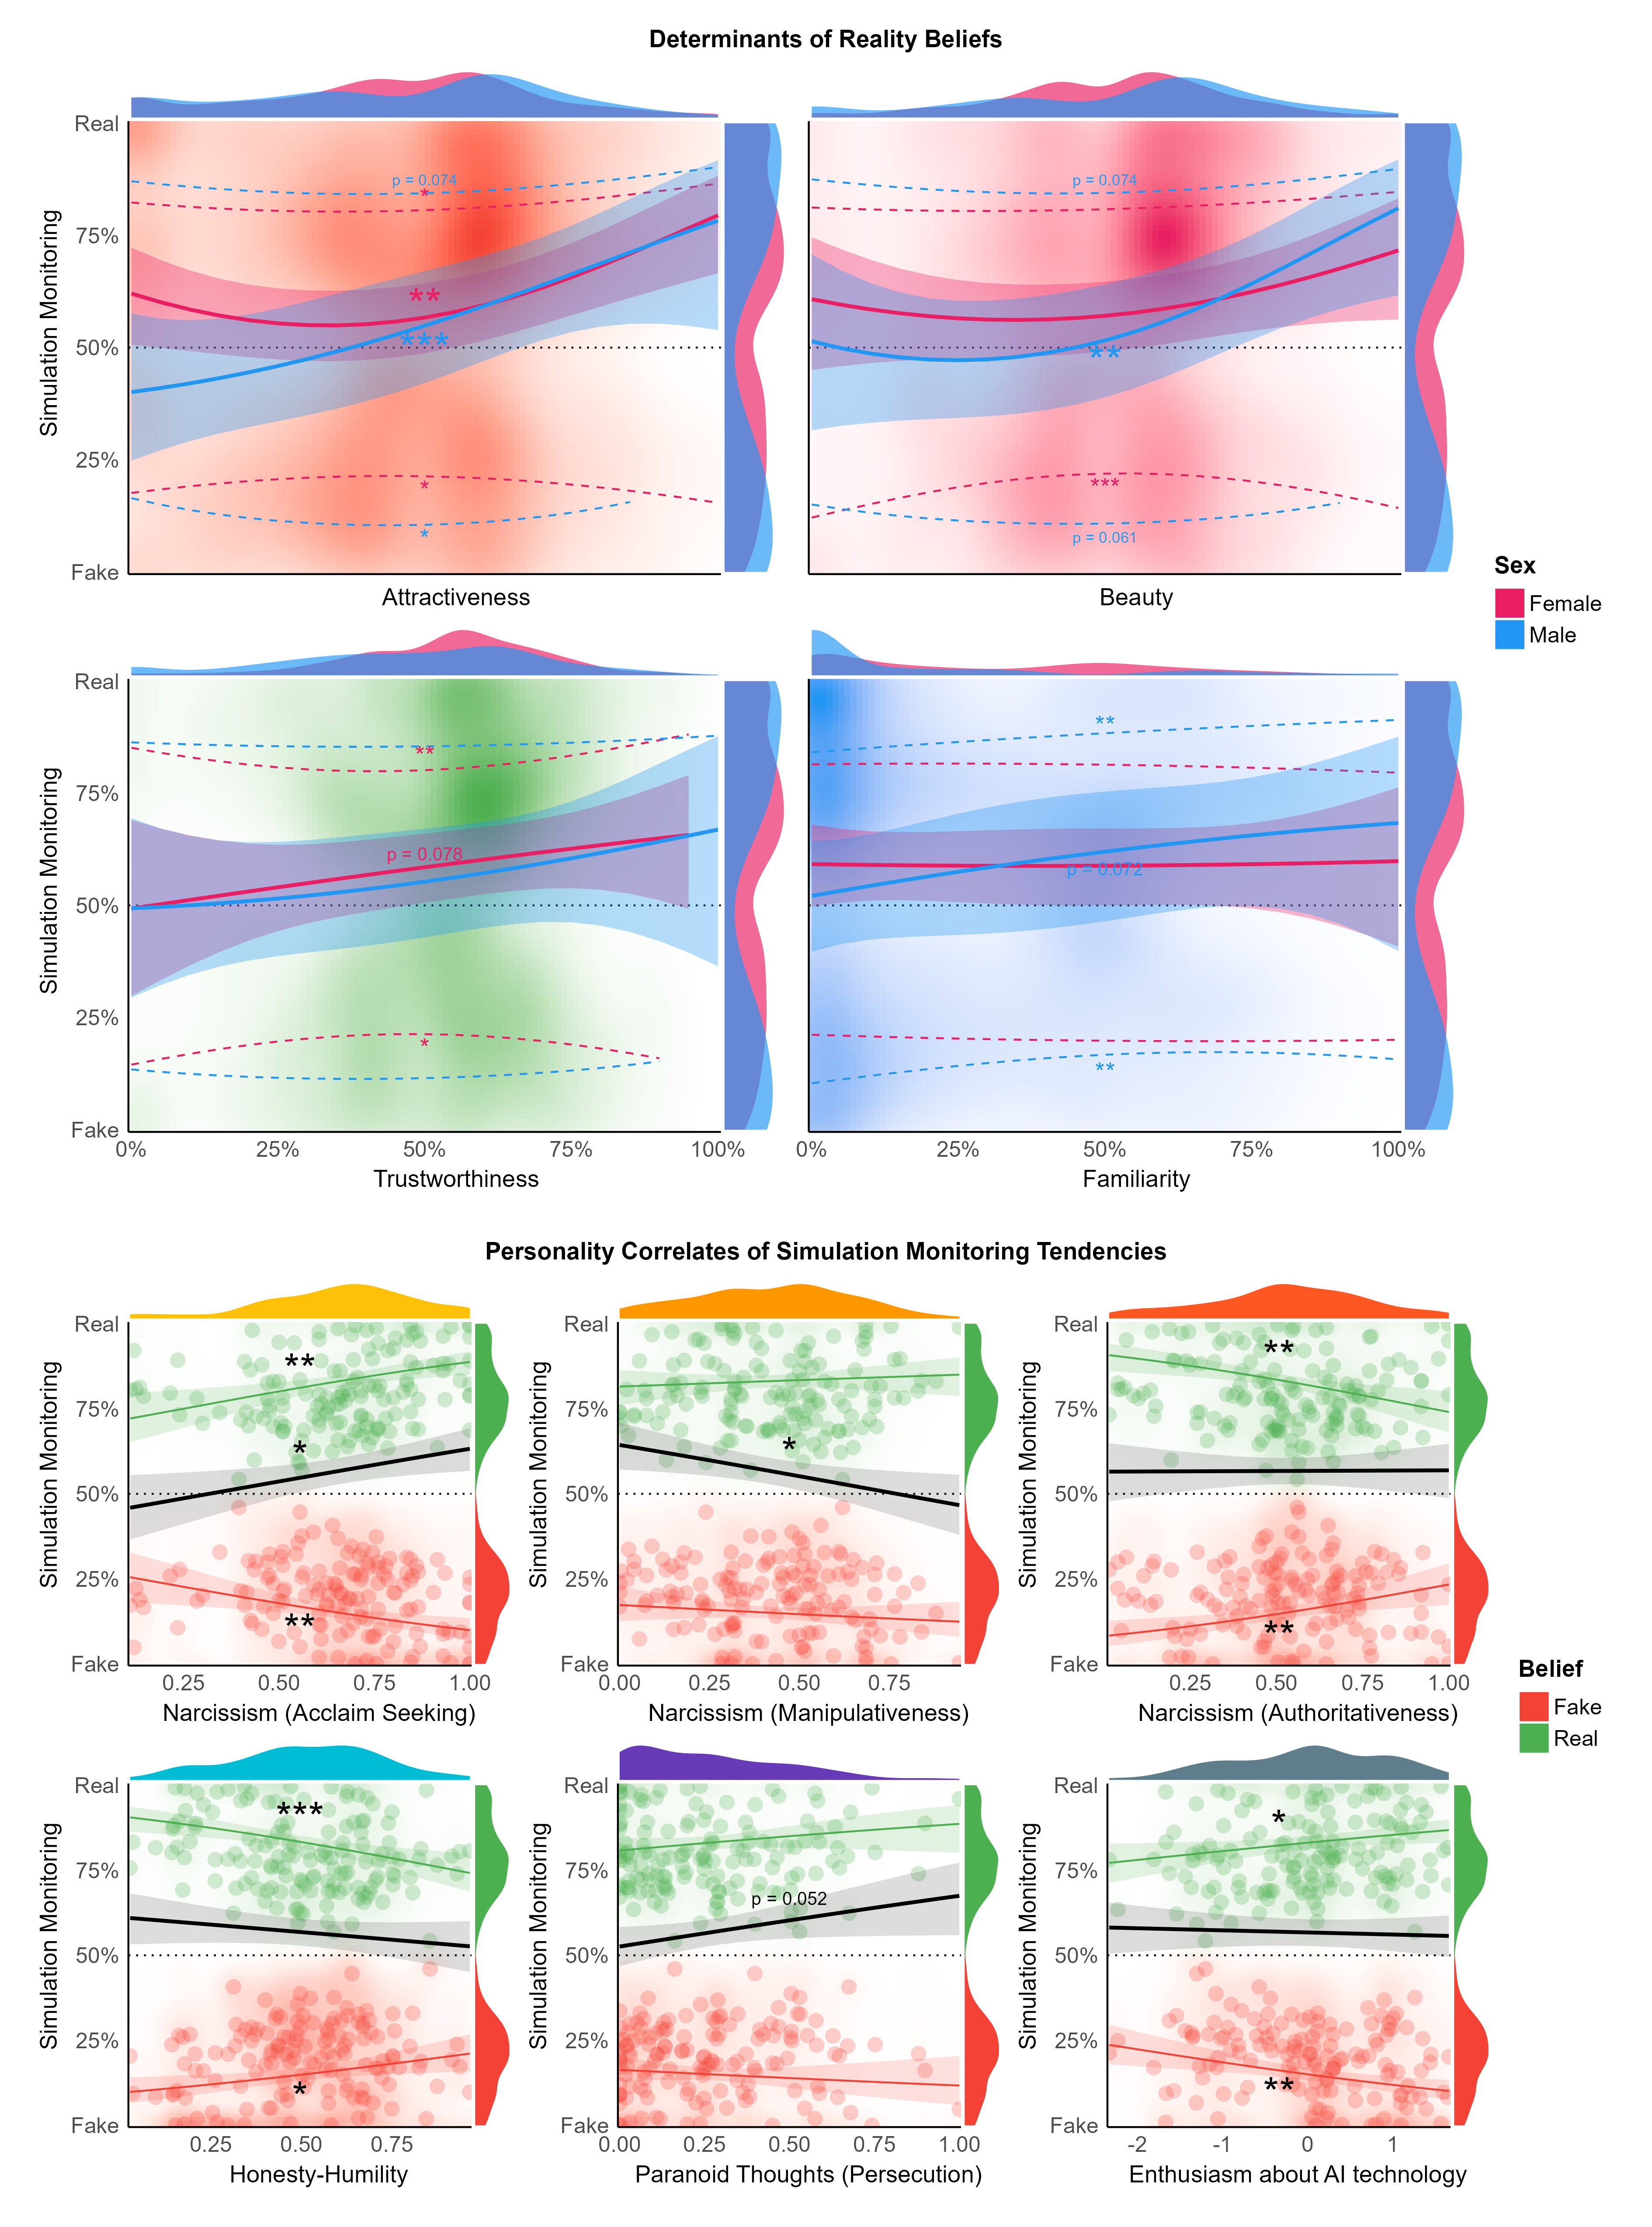 Determinants of Reality Beliefs
Real
75%
50%
25%
Fake
Simulation Monitoring
p = 0.074
*
**
***
*
*
Attractiveness
p = 0.074
**
***
p = 0.061
Beauty
Sex
Female
Male
Real
75%
50%
25%
Fake
Simulation Monitoring
**
p = 0.078
*
0% 25% 50% 75% 100%
Trustworthiness
**
p = 0.072
**
0% 25% 50% 75% 100%
Familiarity
Personality Correlates of Simulation Monitoring Tendencies
Real
75%
50%
25%
Fake
Simulation Monitoring
**
*
**
0.25 0.50 0.75 1.00
Narcissism (Acclaim Seeking)
Real
75%
50%
25%
Fake
Simulation Monitoring
*
0.00 0.25 0.50 0.75
Narcissism (Manipulativeness)
Real
75%
50%
25%
Fake
Simulation Monitoring
**
**
0.25 0.50 0.75 1.00
Narcissism (Authoritativeness)
Belief
Fake
Real
Real
75%
50%
25%
Fake
Simulation Monitoring
***
*
0.25 0.50 0.75
Honesty-Humility
Real
75%
50%
25%
Fake
Simulation Monitoring
p = 0.052
0.00 0.25 0.50 0.75 1.00
Paranoid Thoughts (Persecution)
Real
75%
50%
25%
Fake
Simulation Monitoring
*
**
-2 -1 0 1
Enthusiasm about AI technology